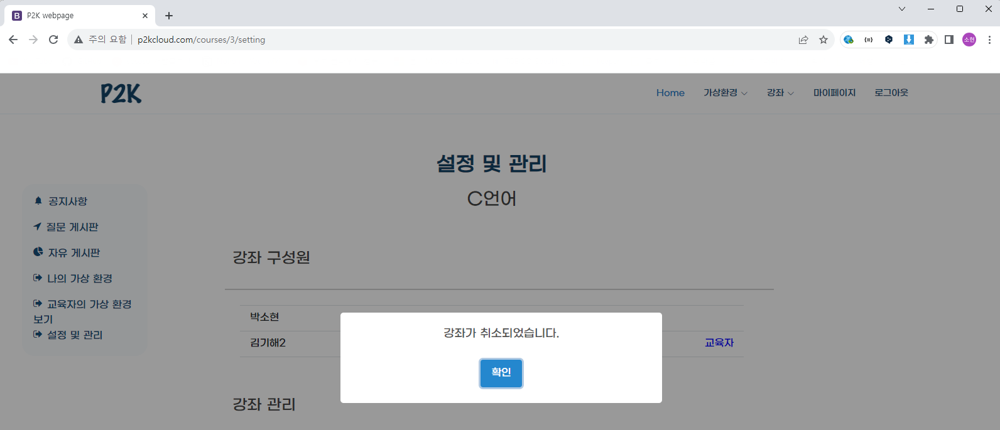 P2K webpage
주의 요함 p2kcloud.com/courses/3/setting
소현
P2K
Home 가상환경 강좌 마이페이지 로그아웃
설정 및 관리
C언어
공지사항
질문 게시판
자유 게시판
나의 가상 환경
교육자의 가상 환경
보기
설정 및 관리
강좌 구성원
박소현
김기해2 교육자
강좌가 취소되었습니다.
확인
강좌 관리